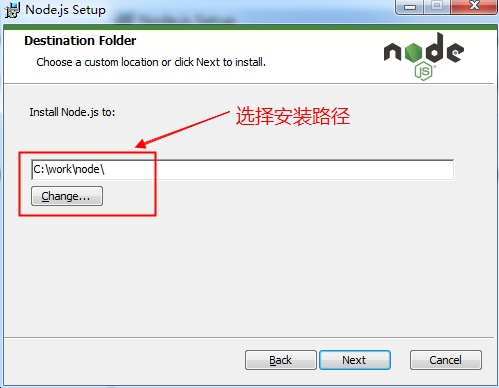 Node.js Setup
Destination Folder
Choose a custom location or click Next to install.
node
JS
Install Node.js to:
选择安装路径
C:\work\node\
Change...
Back
Next
Cancel